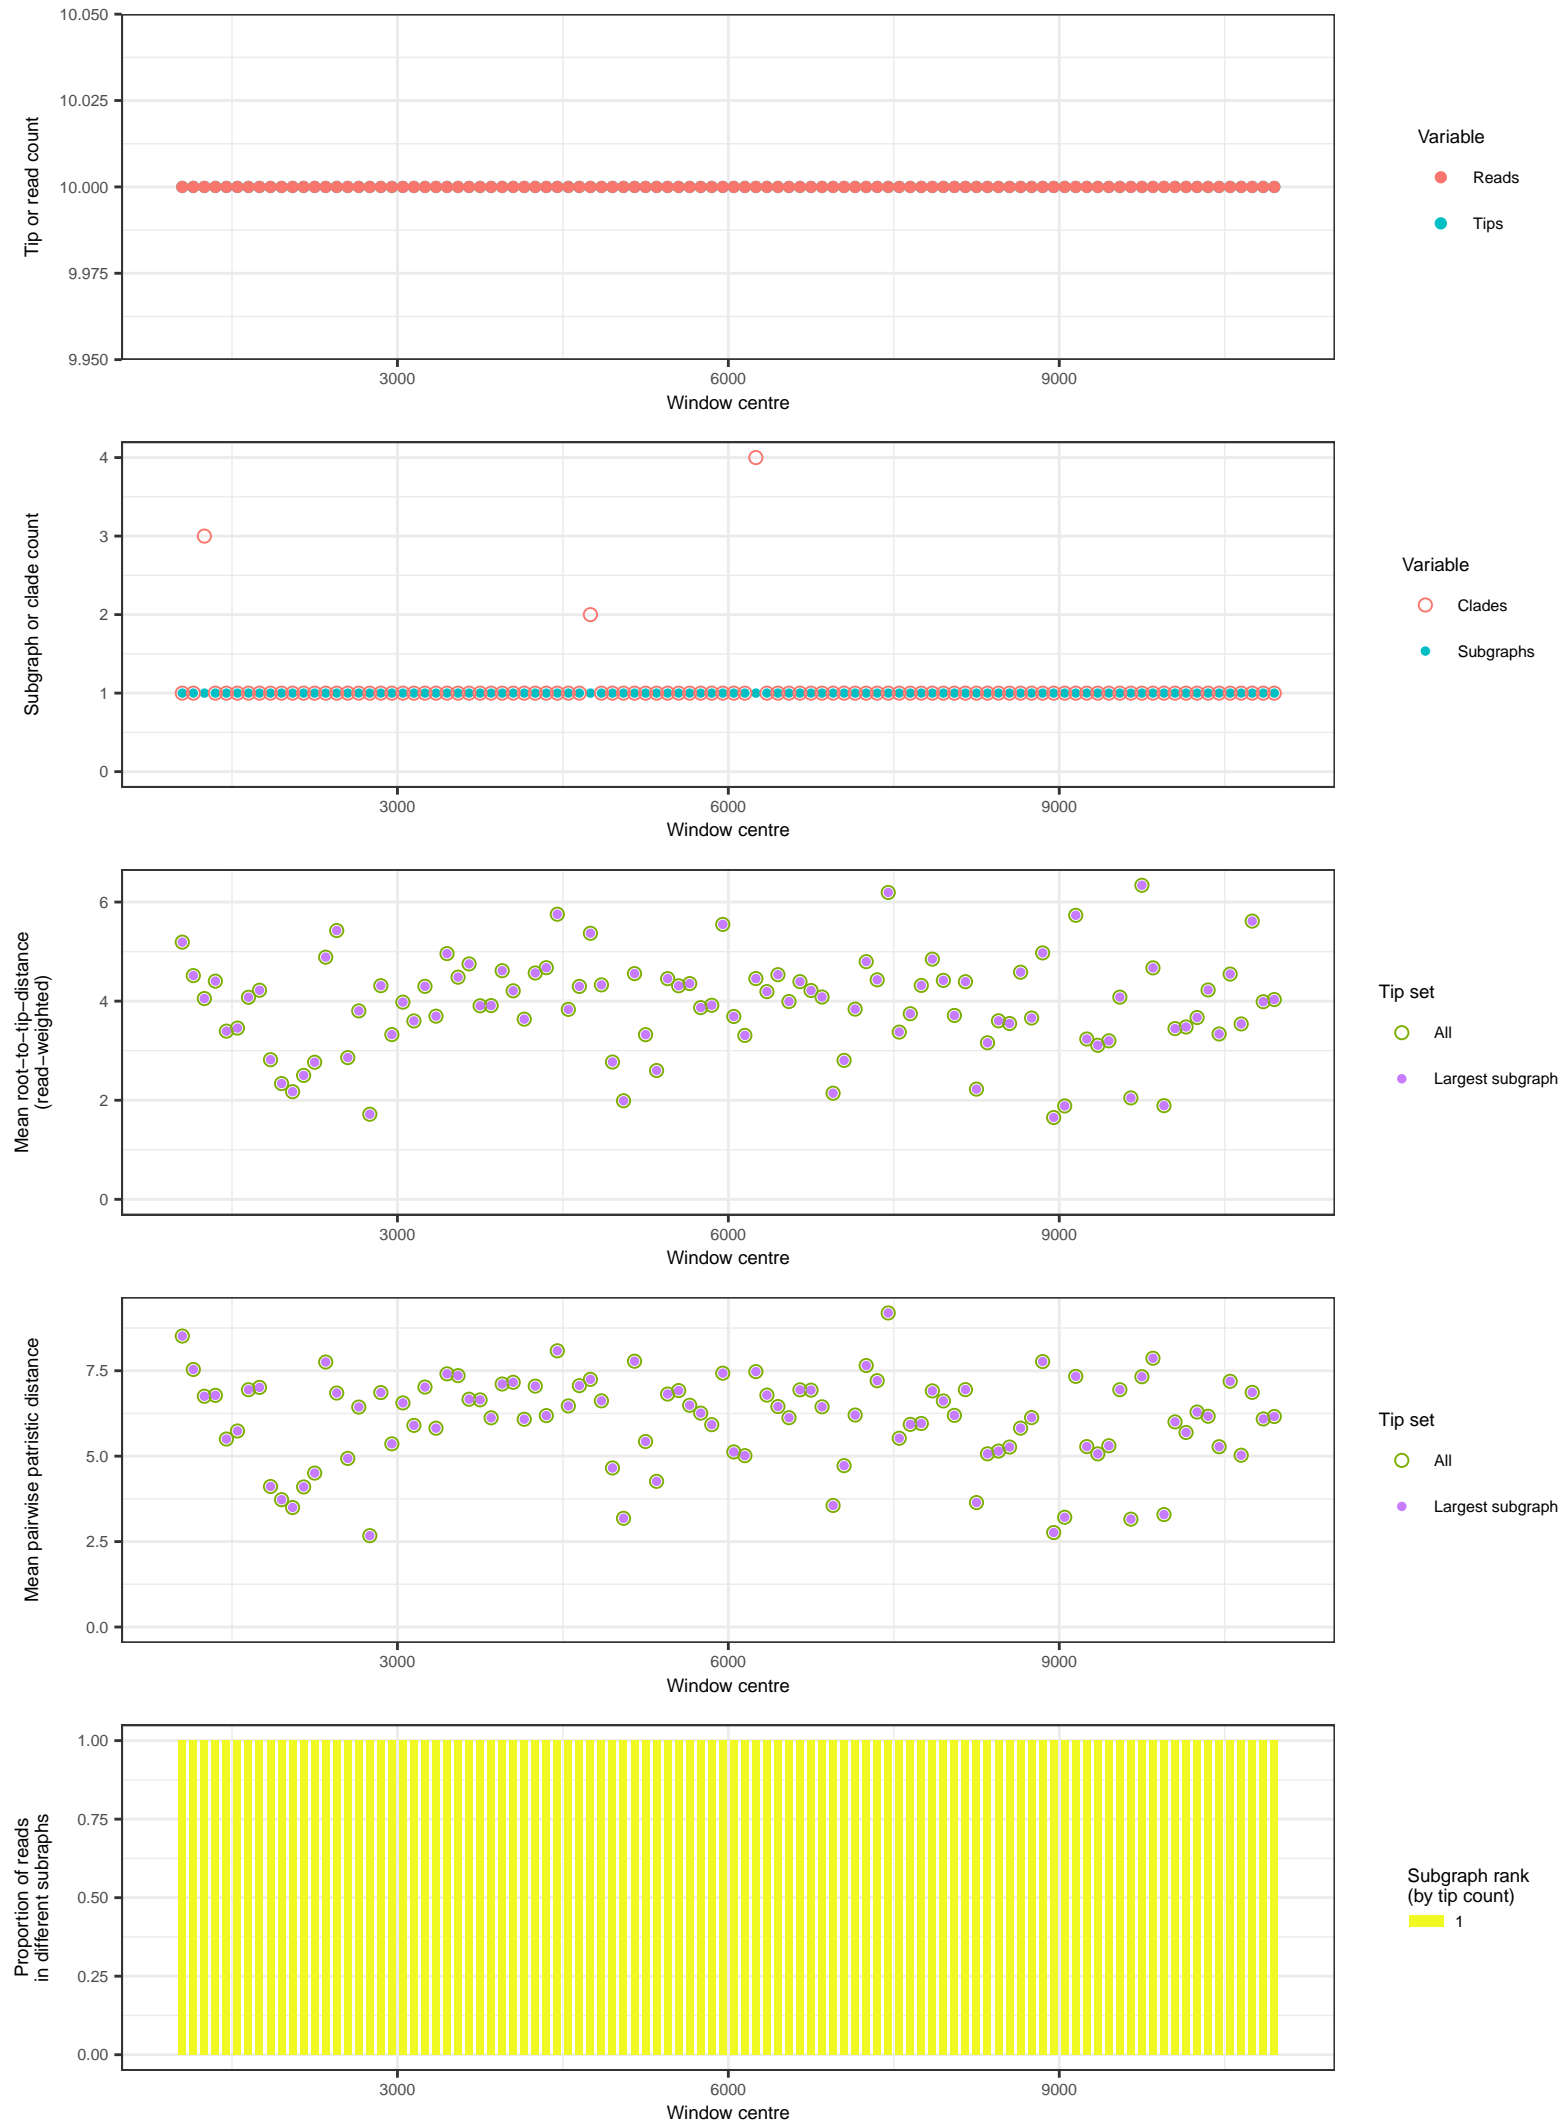 10.050
10.025
10.000
9.975
9.950
Tip or read count
3000
6000
9000
Window centre
Variable
Reads
Tips
4
3
2
1
0
Subgraph or clade count
3000
6000
9000
Window centre
Variable
Clades
Subgraphs
6
4
2
0
Mean root−to−tip−distance
(read−weighted)
3000
6000
9000
Window centre
Tip set
All
Largest subgraph
7.5
5.0
2.5
0.0
Mean pairwise patristic distance
3000
6000
9000
Window centre
Tip set
All
Largest subgraph
1.00
0.75
0.50
0.25
0.00
Proportion of reads
in different subraphs
3000
6000
9000
Window centre
Subgraph rank
(by tip count)
1